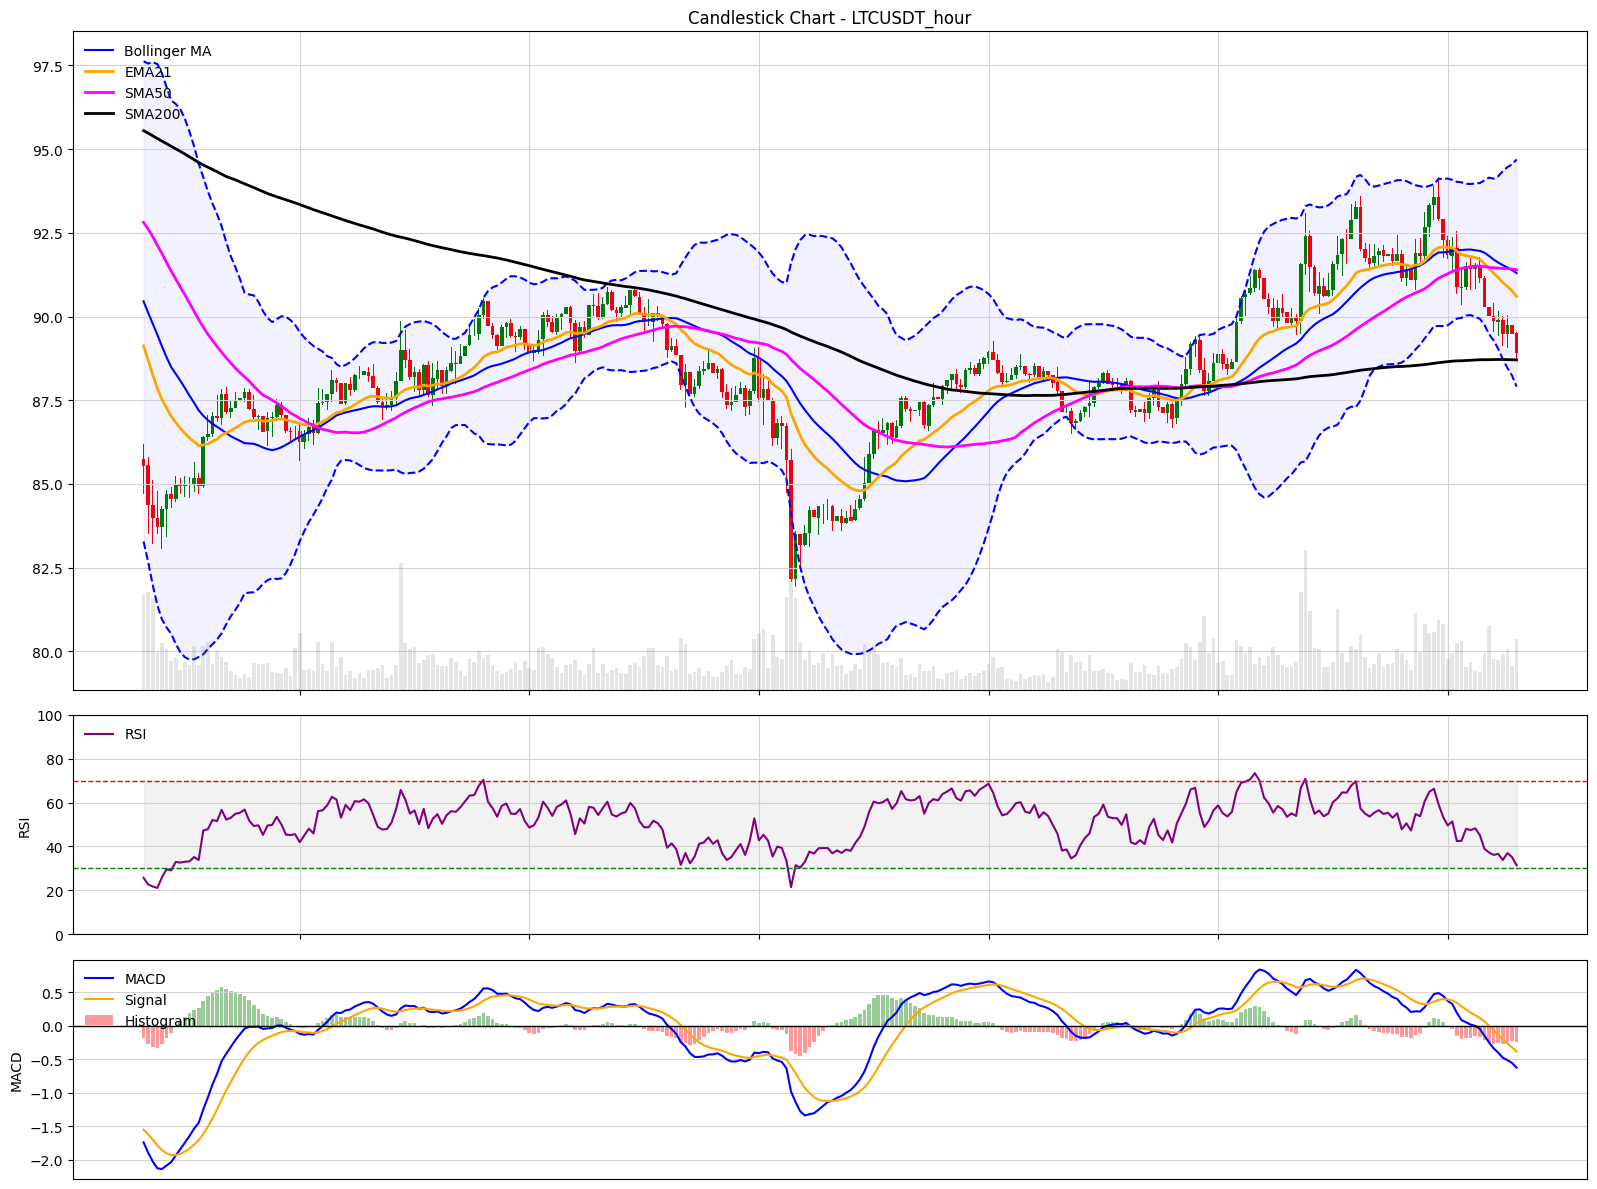 Candlestick Chart - LTCUSDT_hour
Bollinger MA
EMA21
SMA50
SMA200
97.5
95.0
92.5
90.0
87.5
85.0
82.5
80.0
RSI
100
80
60
40
20
0
RSI
MACD
Signal
Histogram
0.5
0.0
−0.5
−1.0
−1.5
−2.0
MACD